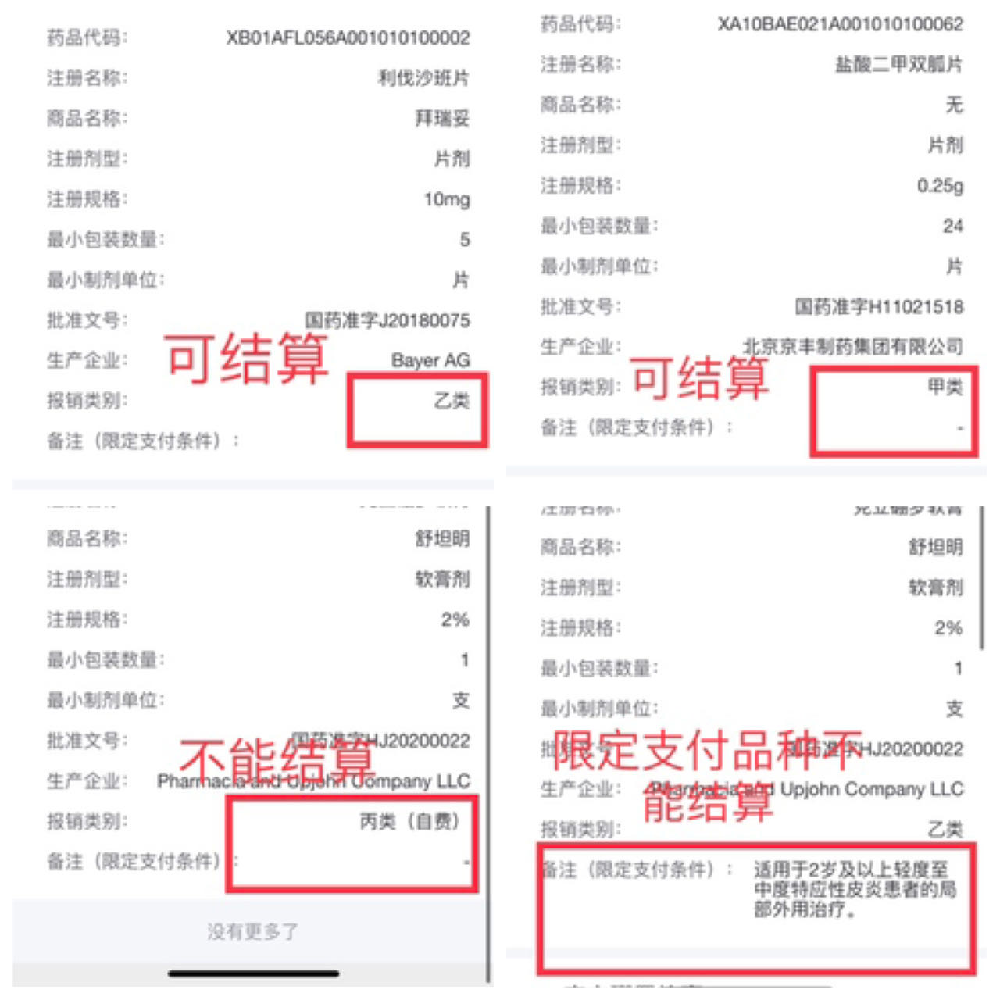 药品代码： XB01AFL056A001010100002
注册名称： 利伐沙班片
商品名称： 拜瑞妥
注册剂型： 片剂
注册规格： 10mg
最小包装数量： 5
最小制剂单位： 片
批准文号： 国药准字J20180075
可结算
生产企业： Bayer AG
报销类别： 乙类
备注（限定支付条件）：
药品代码： XA10BAE021A001010100062
注册名称： 盐酸二甲双胍片
商品名称： 无
注册剂型： 片剂
注册规格： 0.25g
最小包装数量： 24
最小制剂单位： 片
批准文号： 国药准字H11021518
生产企业： 北京京丰制药集团有限公司
可结算
报销类别： 甲类
备注（限定支付条件）： -
商品名称： 舒坦明
注册剂型： 软膏剂
注册规格： 2%
最小包装数量： 1
最小制剂单位： 支
批准文号： 国药准字HJ20200022
不能结算
生产企业： Pharmacia and Upjohn Company LLC
报销类别： 丙类（自费）
备注（限定支付条件）： -
没有更多了
注册名称： 克立硼罗软膏
商品名称： 舒坦明
注册剂型： 软膏剂
注册规格： 2%
最小包装数量： 1
最小制剂单位： 支
批准文号： 国药准字HJ20200022
限定支付品种不
能结算
生产企业： Pharmacia and Upjohn Company LLC
报销类别： 乙类
备注（限定支付条件）： 适用于2岁及以上轻度至
中度特应性皮炎患者的局
部外用治疗。